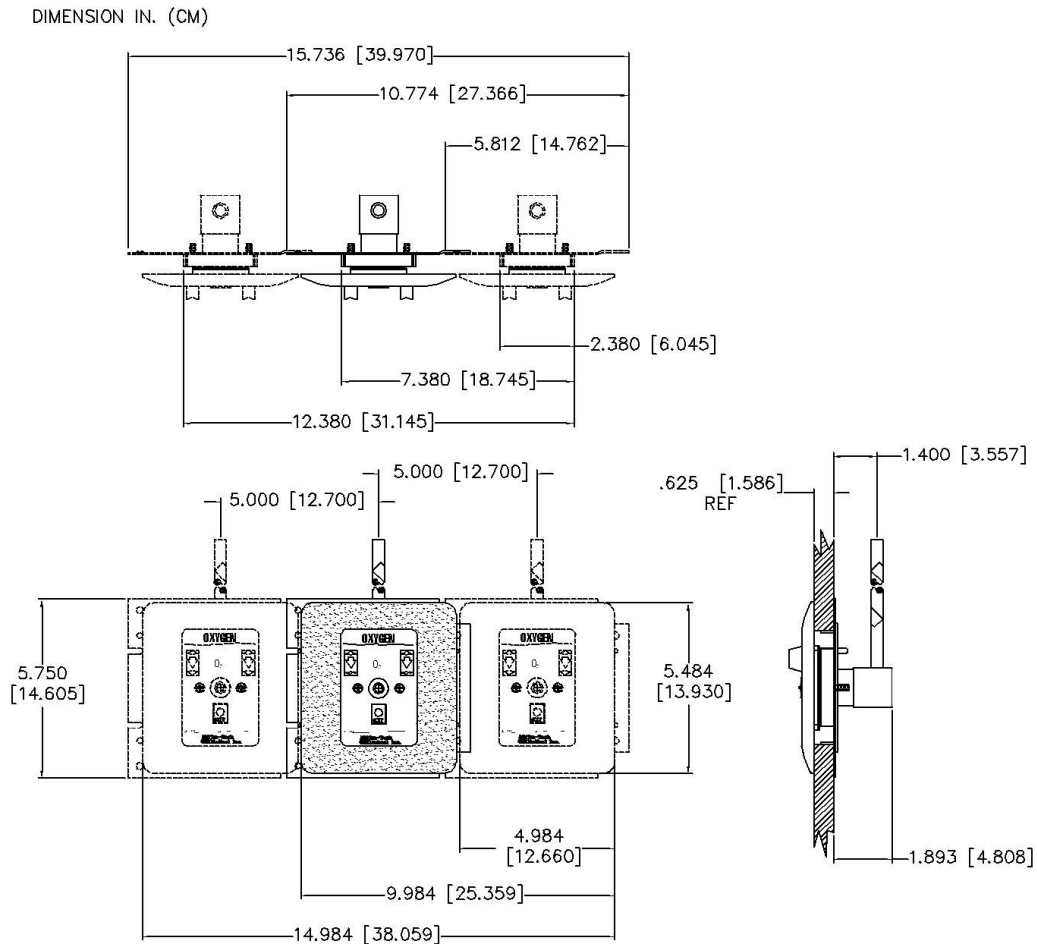 DIMENSION IN. (CM)
15.736 [39.970]
10.774 [27.366]
5.812 [14.762]
2.380 [6.045]
7.380 [18.745]
12.380 [31.145]
1.400 [3.557]
5.000 [12.700]
.625 [1.586]
REF
5.000 [12.700]
OXYGEN
OXYGEN
OXYGEN
O₂
O₂
O₂
5.750
[14.605]
5.484
[13.930]
4.984
[12.660]
1.893 [4.808]
9.984 [25.359]
14.984 [38.059]